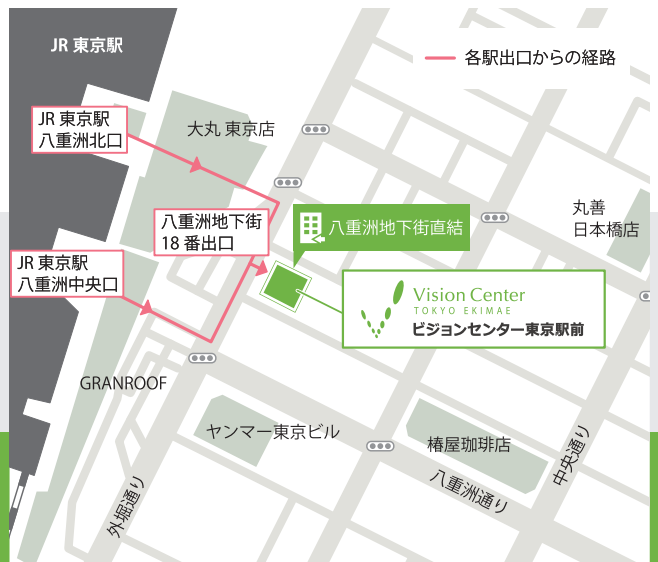 JR 東京駅
各駅出口からの経路
JR 東京駅
八重洲北口
大丸 東京店
八重洲地下街
18 番出口
八重洲地下街直結
丸善
日本橋店
JR 東京駅
八重洲中央口
Vision Center
TOKYO EKIMAE
ビジョンセンター東京駅前
GRANROOF
ヤンマー東京ビル
椿屋珈琲店
中央通り
八重洲通り
外堀通り